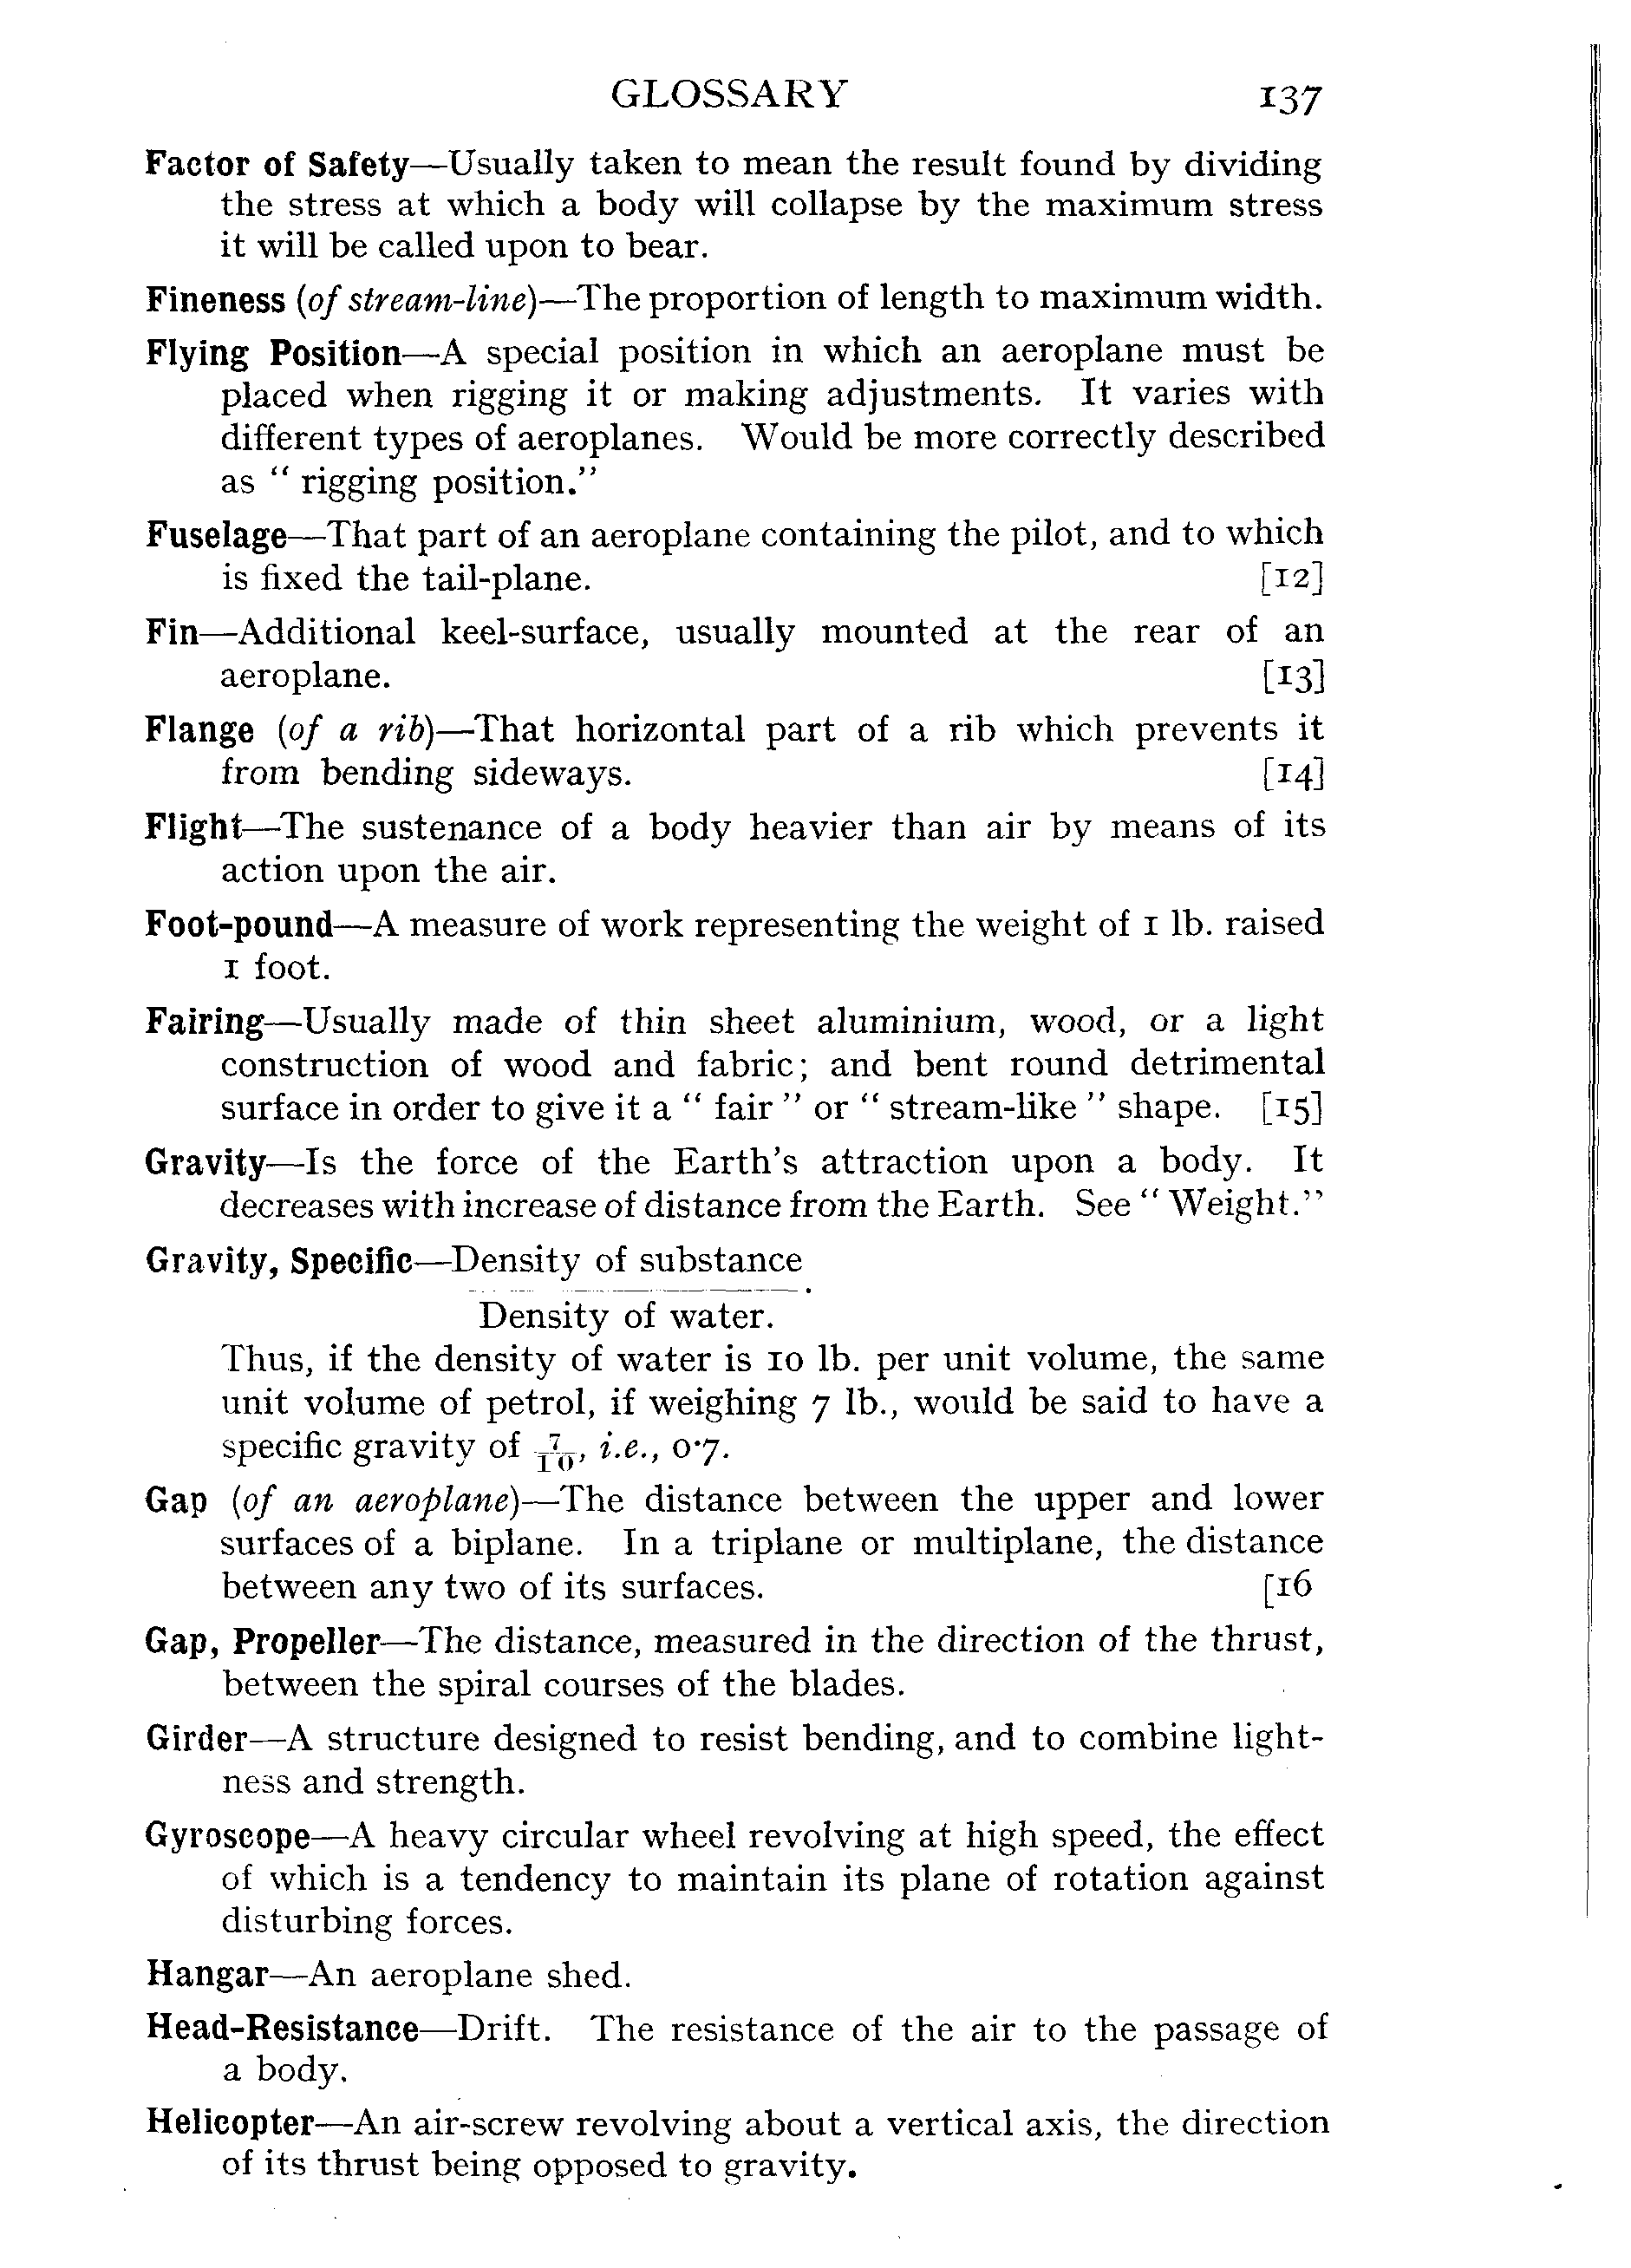 GLOSSARY 137
Factor of Safety—Usually taken to mean the result found by dividing
the stress at which a body will collapse by the maximum stress
it will be called upon to bear.
Fineness (of stream-line)—The proportion of length to maximum width.
Flying Position—A special position in which an aeroplane must be
placed when rigging it or making adjustments. It varies with
different types of aeroplanes. Would be more correctly described
as " rigging position."
Fuselage—That part of an aeroplane containing the pilot, and to which
is fixed the tail-plane. [12]
Fin—Additional keel-surface, usually mounted at the rear of an
aeroplane. [13]
Flange (of a rib)—That horizontal part of a rib which prevents it
from bending sideways. [14]
Flight—The sustenance of a body heavier than air by means of its
action upon the air.
Foot-pound—A measure of work representing the weight of 1 lb. raised
1 foot.
Fairing—Usually made of thin sheet aluminium, wood, or a light
construction of wood and fabric; and bent round detrimental
surface in order to give it a " fair " or " stream-like " shape. [15]
Gravity—Is the force of the Earth's attraction upon a body. It
decreases with increase of distance from the Earth. See " Weight."
Gravity, Specific—Density of substance
Density of water.
Thus, if the density of water is 10 lb. per unit volume, the same
unit volume of petrol, if weighing 7 lb., would be said to have a
specific gravity of 7/10, i.e., 0·7.
Gap (of an aeroplane)—The distance between the upper and lower
surfaces of a biplane. In a triplane or multiplane, the distance
between any two of its surfaces. [16
Gap, Propeller—The distance, measured in the direction of the thrust,
between the spiral courses of the blades.
Girder—A structure designed to resist bending, and to combine light-
ness and strength.
Gyroscope—A heavy circular wheel revolving at high speed, the effect
of which is a tendency to maintain its plane of rotation against
disturbing forces.
Hangar—An aeroplane shed.
Head-Resistance—Drift. The resistance of the air to the passage of
a body.
Helicopter—An air-screw revolving about a vertical axis, the direction
of its thrust being opposed to gravity.